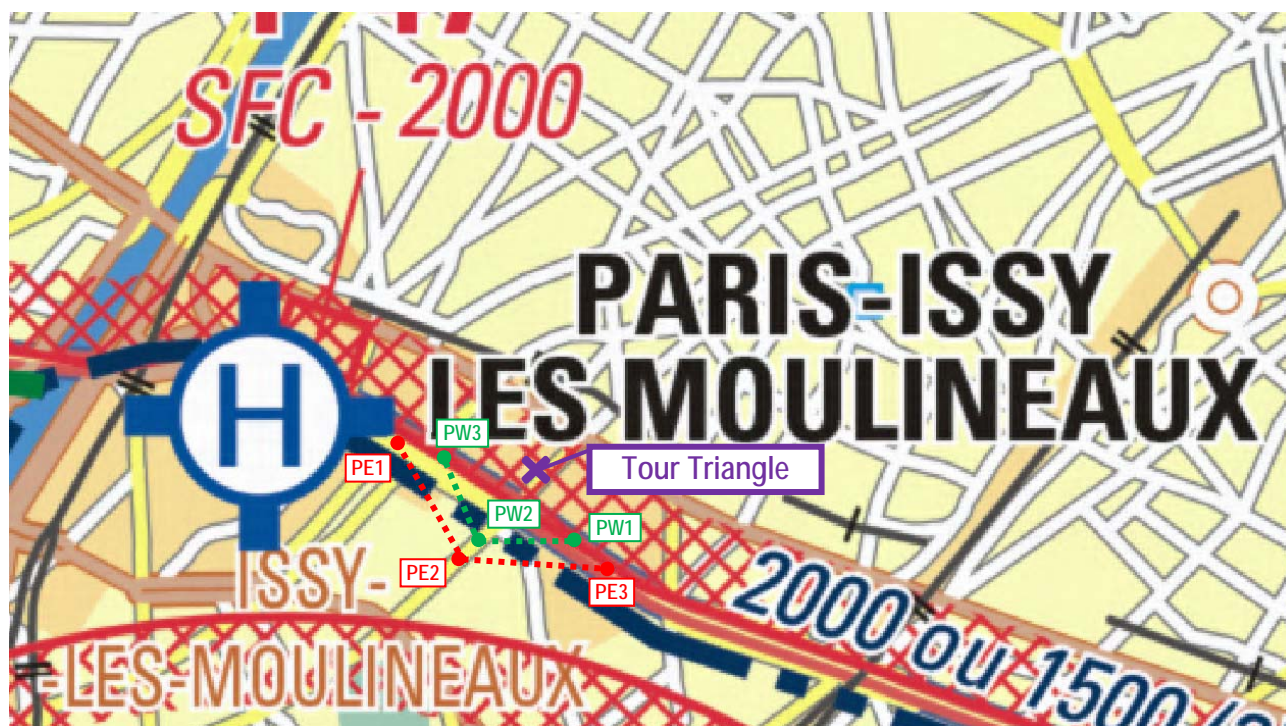 SFC - 2000
PARIS-ISSY
LES MOULINEAUX
H
PW3
PE1
Tour Triangle
PW2
PW1
PE2
PE3
ISSY-
-LES-MOULINEAUX
2000 ou 1500